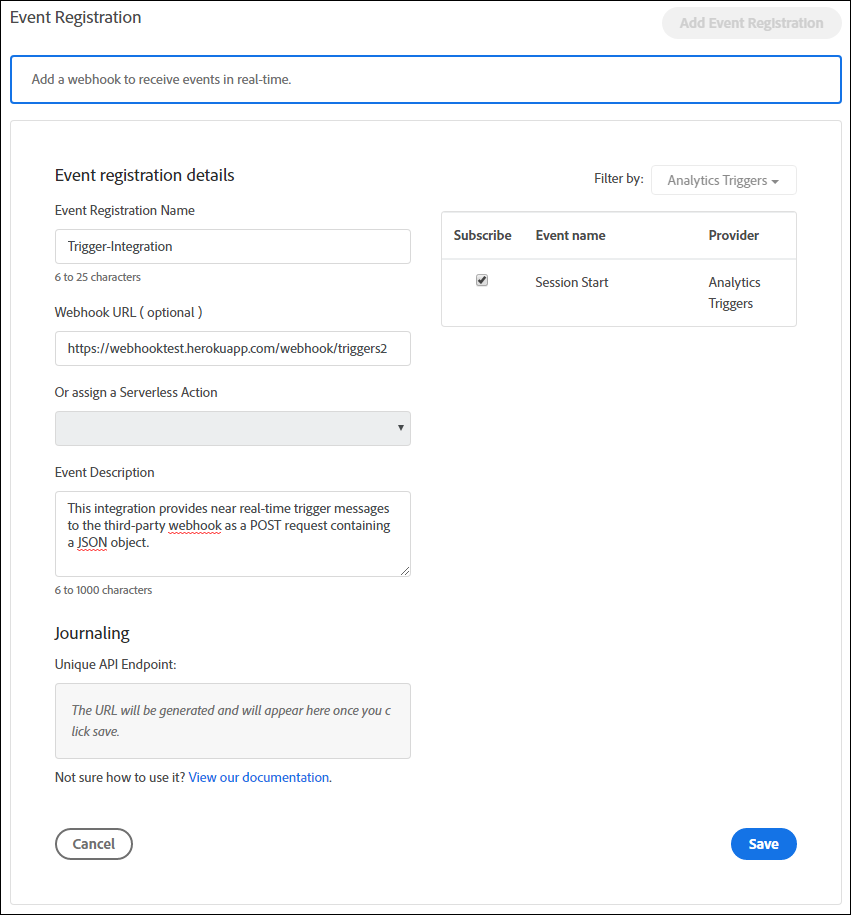 Event Registration
Add Event Registration
Add a webhook to receive events in real-time.
Event registration details
Event Registration Name
Trigger-Integration
6 to 25 characters
Webhook URL ( optional )
https://webhooktest.herokuapp.com/webhook/triggers2
Or assign a Serverless Action
Event Description
This integration provides near real-time trigger messages
to the third-party webhook as a POST request containing
a JSON object.
6 to 1000 characters
Journaling
Unique API Endpoint:
The URL will be generated and will appear here once you c
lick save.
Not sure how to use it? View our documentation.
Cancel
Filter by: Analytics Triggers
Subscribe Event name Provider
Session Start Analytics
Triggers
Save